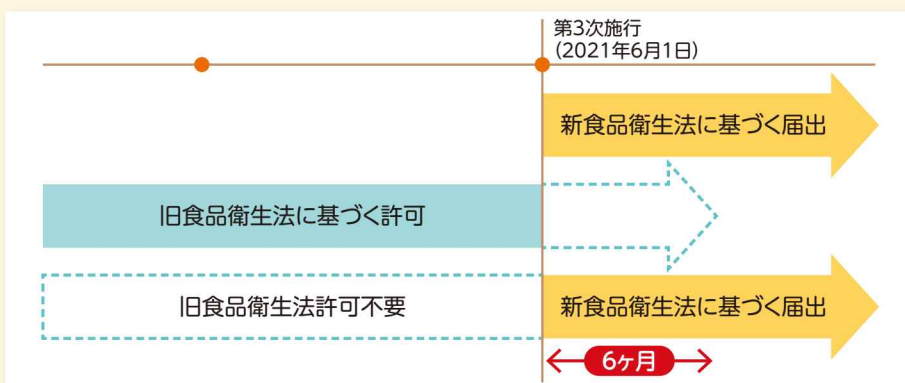 第3次施行
(2021年6月1日)
新食品衛生法に基づく届出
旧食品衛生法に基づく許可
旧食品衛生法許可不要
新食品衛生法に基づく届出
6ヶ月